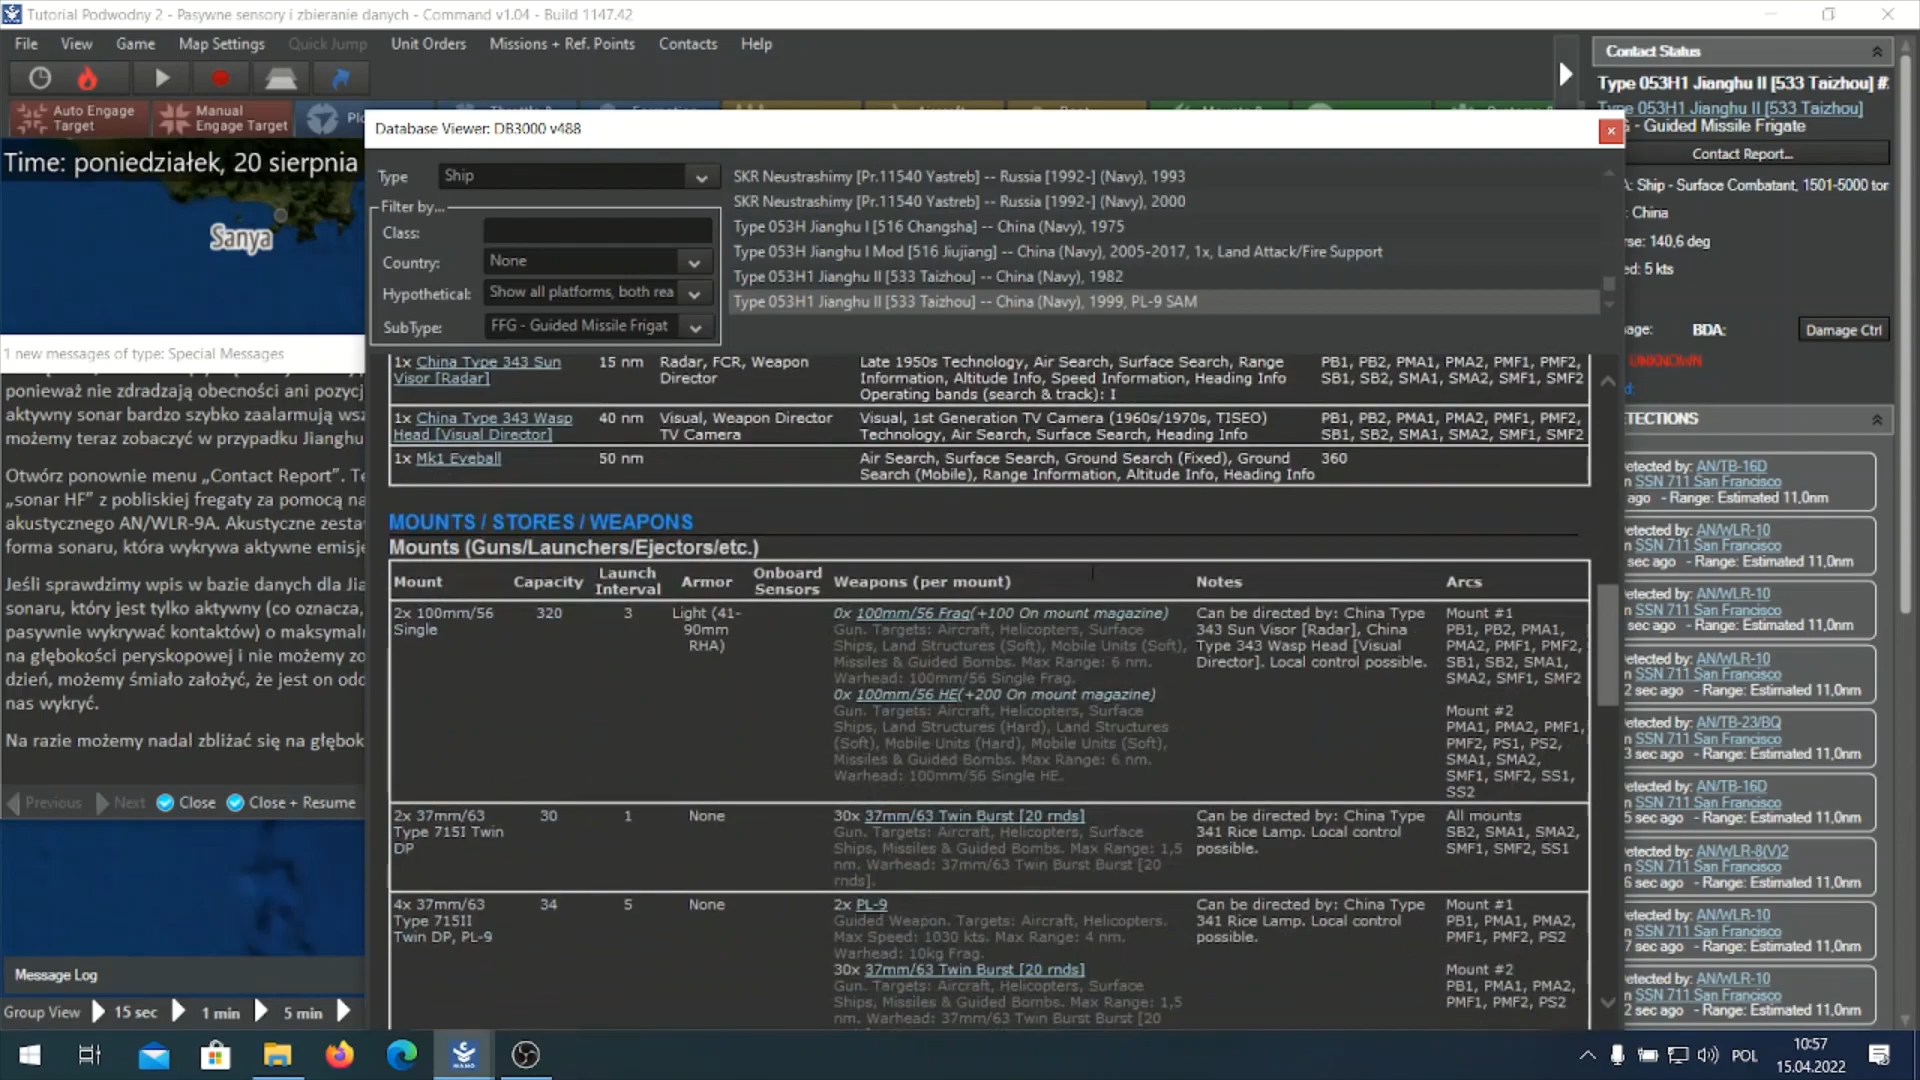 Tutorial Podwodny 2 - Pasywne sensory i zbieranie danych - Command v1.04 - Build 1147.42
File View Game Map Settings Quick Jump Unit Orders Missions + Ref. Points Contacts Help
Auto Engage Target
Manual Engage Target
Time: poniedziałek, 20 sierpnia
Sanya
1 new messages of type: Special Messages
ponieważ nie zdradzają obecności ani pozycj
aktywny sonar bardzo szybko zaalarmują wsz
możemy teraz zobaczyć w przypadku Jianghu
Otwórz ponownie menu „Contact Report”. Te
„sonar HF” z pobliskiej fregaty za pomocą na
akustycznego AN/WLR-9A. Akustyczne zesta
forma sonaru, która wykrywa aktywne emisje
Jeśli sprawdzimy wpis w bazie danych dla Jia
sonaru, który jest tylko aktywny (co oznacza,
pasywnie wykrywać kontaktów) o maksymaln
na głębokości peryskopowej i nie możemy zo
dzień, możemy śmiało założyć, że jest on odc
nas wykryć.
Na razie możemy nadal zbliżać się na głębok
Previous Next Close Close + Resume
Message Log
Group View 15 sec 1 min 5 min
Database Viewer: DB3000 v488
Type Ship
Filter by...
Class:
Country: None
Hypothetical: Show all platforms, both rea
SubType: FFG - Guided Missile Frigat
SKR Neustrashimy [Pr.11540 Yastreb] -- Russia [1992-] (Navy), 1993
SKR Neustrashimy [Pr.11540 Yastreb] -- Russia [1992-] (Navy), 2000
Type 053H Jianghu I [516 Changsha] -- China (Navy), 1975
Type 053H Jianghu I Mod [516 Jiujiang] -- China (Navy), 2005-2017, 1x, Land Attack/Fire Support
Type 053H1 Jianghu II [533 Taizhou] -- China (Navy), 1982
Type 053H1 Jianghu II [533 Taizhou] -- China (Navy), 1999, PL-9 SAM
1x China Type 343 Sun Visor [Radar] 15 nm Radar, FCR, Weapon Director Late 1950s Technology, Air Search, Surface Search, Range Information, Altitude Info, Speed Information, Heading Info Operating bands (search & track): I PB1, PB2, PMA1, PMA2, PMF1, PMF2, SB1, SB2, SMA1, SMA2, SMF1, SMF2
1x China Type 343 Wasp Head [Visual Director] 40 nm Visual, Weapon Director TV Camera Visual, 1st Generation TV Camera (1960s/1970s, TISEO) Technology, Air Search, Surface Search, Heading Info PB1, PB2, PMA1, PMA2, PMF1, PMF2, SB1, SB2, SMA1, SMA2, SMF1, SMF2
1x Mk1 Eyeball 50 nm Air Search, Surface Search, Ground Search (Fixed), Ground Search (Mobile), Range Information, Altitude Info, Heading Info 360
MOUNTS / STORES / WEAPONS
Mounts (Guns/Launchers/Ejectors/etc.)
Mount Capacity Launch Interval Armor Onboard Sensors Weapons (per mount) Notes Arcs
2x 100mm/56 Single 320 3 Light (41-90mm RHA)
0x 100mm/56 Frag(+100 On mount magazine)
Gun. Targets: Aircraft, Helicopters, Surface
Ships, Land Structures (Soft), Mobile Units (Soft),
Missiles & Guided Bombs. Max Range: 6 nm.
Warhead: 100mm/56 Single Frag.
0x 100mm/56 HE(+200 On mount magazine)
Gun. Targets: Aircraft, Helicopters, Surface
Ships, Land Structures (Hard), Land Structures
(Soft), Mobile Units (Hard), Mobile Units (Soft),
Missiles & Guided Bombs. Max Range: 6 nm.
Warhead: 100mm/56 Single HE.
Can be directed by: China Type
343 Sun Visor [Radar], China
Type 343 Wasp Head [Visual
Director]. Local control possible.
Mount #1
PB1, PB2, PMA1,
PMA2, PMF1, PMF2,
SB1, SB2, SMA1,
SMA2, SMF1, SMF2
Mount #2
PMA1, PMA2, PMF1,
PMF2, PS1, PS2,
SMA1, SMA2,
SMF1, SMF2, SS1,
SS2
2x 37mm/63 Type 715I Twin DP 30 1 None
30x 37mm/63 Twin Burst [20 rnds]
Gun. Targets: Aircraft, Helicopters, Surface
Ships, Missiles & Guided Bombs. Max Range: 1,5
nm. Warhead: 37mm/63 Twin Burst Burst [20
rnds].
Can be directed by: China Type
341 Rice Lamp. Local control
possible.
All mounts
SB2, SMA1, SMA2,
SMF1, SMF2, SS1
4x 37mm/63 Type 715II Twin DP, PL-9 34 5 None
2x PL-9
Guided Weapon. Targets: Aircraft, Helicopters.
Max Speed: 1030 kts. Max Range: 4 nm.
Warhead: 10kg Frag.
30x 37mm/63 Twin Burst [20 rnds]
Gun. Targets: Aircraft, Helicopters, Surface
Ships, Missiles & Guided Bombs. Max Range: 1,5
nm. Warhead: 37mm/63 Twin Burst Burst [20
Can be directed by: China Type
341 Rice Lamp. Local control
possible.
Mount #1
PB1, PMA1, PMA2,
PMF1, PMF2, PS2
Mount #2
PB1, PMA1, PMA2,
PMF1, PMF2, PS2
Contact Status
Type 053H1 Jianghu II [533 Taizhou] #
Type 053H1 Jianghu II [533 Taizhou]
- Guided Missile Frigate
Contact Report...
: Ship - Surface Combatant, 1501-5000 tor
: China
rse: 140,6 deg
ed: 5 kts
age: BDA: Damage Ctrl
UNKNOWN
ETECTIONS
etected by: AN/TB-16D
n SSN 711 San Francisco
ago - Range: Estimated 11,0nm
etected by: AN/WLR-10
n SSN 711 San Francisco
sec ago - Range: Estimated 11,0nm
etected by: AN/WLR-10
n SSN 711 San Francisco
sec ago - Range: Estimated 11,0nm
etected by: AN/WLR-10
n SSN 711 San Francisco
2 sec ago - Range: Estimated 11,0nm
etected by: AN/TB-23/BQ
n SSN 711 San Francisco
3 sec ago - Range: Estimated 11,0nm
etected by: AN/TB-16D
n SSN 711 San Francisco
5 sec ago - Range: Estimated 11,0nm
etected by: AN/WLR-8(V)2
n SSN 711 San Francisco
6 sec ago - Range: Estimated 11,0nm
etected by: AN/WLR-10
n SSN 711 San Francisco
7 sec ago - Range: Estimated 11,0nm
etected by: AN/WLR-10
n SSN 711 San Francisco
2 sec ago - Range: Estimated 11,0nm
POL
10:57
15.04.2022